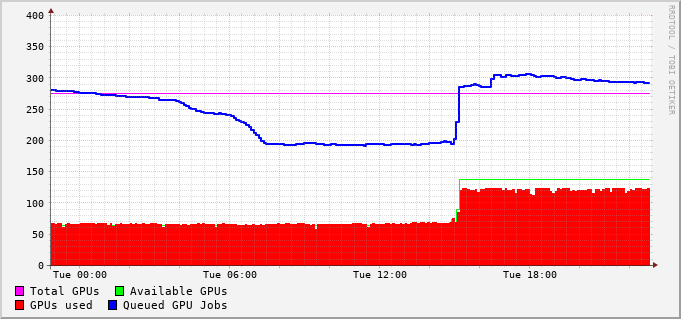 400
350
300
250
200
150
100
50
0
Tue 00:00 Tue 06:00 Tue 12:00 Tue 18:00
Total GPUs Available GPUs
GPUs used Queued GPU Jobs
RRDTOOL / TOBI OETIKER